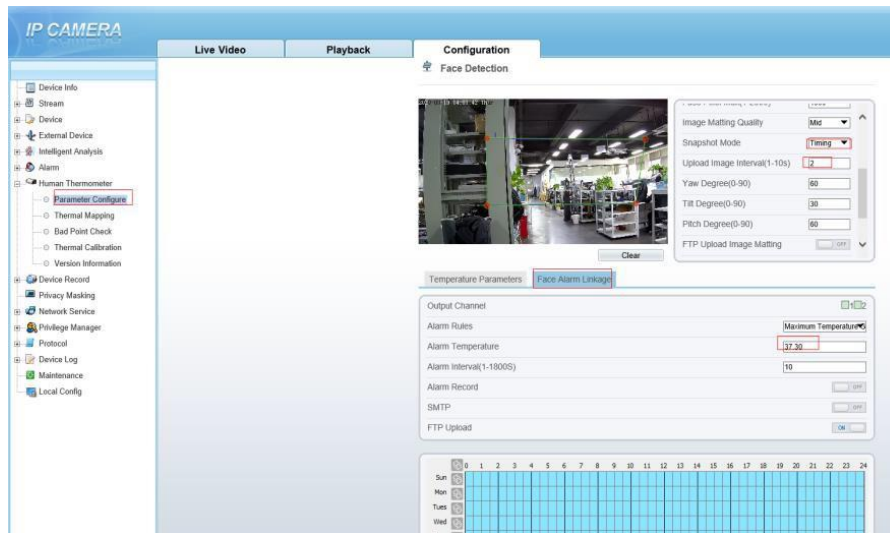 IP CAMERA
Live Video
Playback
Configuration
Face Detection
Device Info
Stream
Device
External Device
Intelligent Analysis
Alarm
Human Thermometer
Parameter Configure
Thermal Mapping
Bad Point Check
Thermal Calibration
Version Information
Device Record
Privacy Masking
Network Service
Privilege Manager
Protocol
Device Log
Maintenance
Local Config
Image Matting Quality Mid
Snapshot Mode Timing
Upload Image Interval(1-10s) 2
Yaw Degree(0-90) 60
Tilt Degree(0-90) 30
Pitch Degree(0-90) 60
FTP Upload Image Matting OFF
Clear
Temperature Parameters Face Alarm Linkage
Output Channel 1 2
Alarm Rules Maximum Temperature
Alarm Temperature 37.30
Alarm Interval(1-1800S) 10
Alarm Record OFF
SMTP OFF
FTP Upload ON
0 1 2 3 4 5 6 7 8 9 10 11 12 13 14 15 16 17 18 19 20 21 22 23 24
Sun
Mon
Tues
Wed